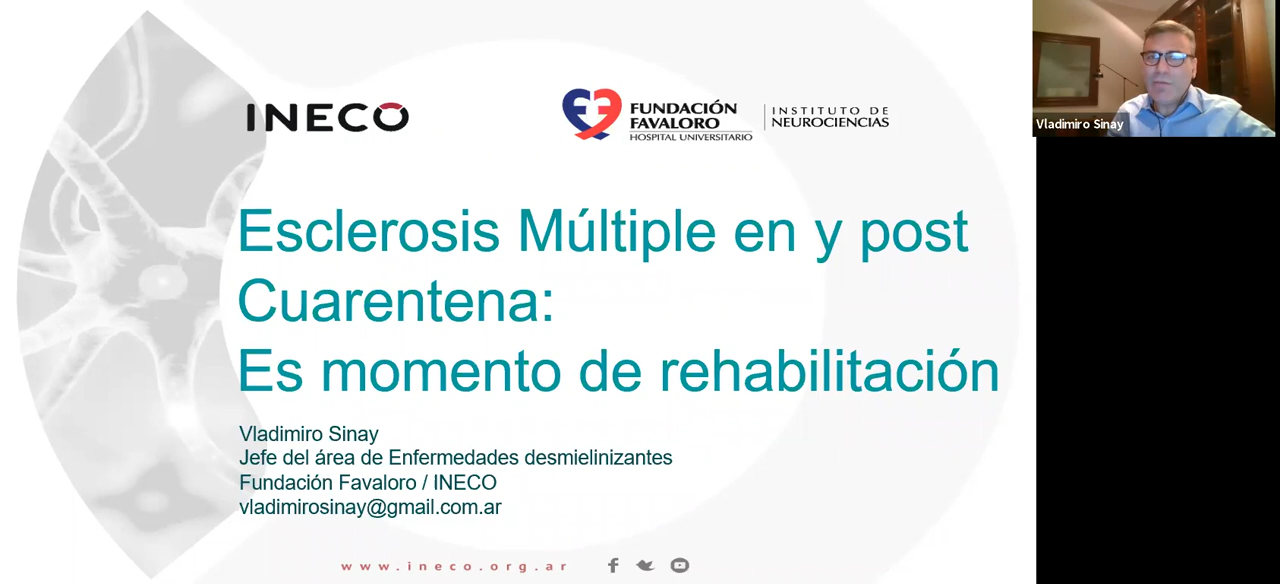 INECO
FUNDACIÓN
FAVALORO
HOSPITAL UNIVERSITARIO
INSTITUTO DE
NEUROCIENCIAS
Vladimiro Sinay
Esclerosis Múltiple en y post
Cuarentena:
Es momento de rehabilitación
Vladimiro Sinay
Jefe del área de Enfermedades desmielinizantes
Fundación Favaloro / INECO
vladimirosinay@gmail.com.ar
www.ineco.org.ar